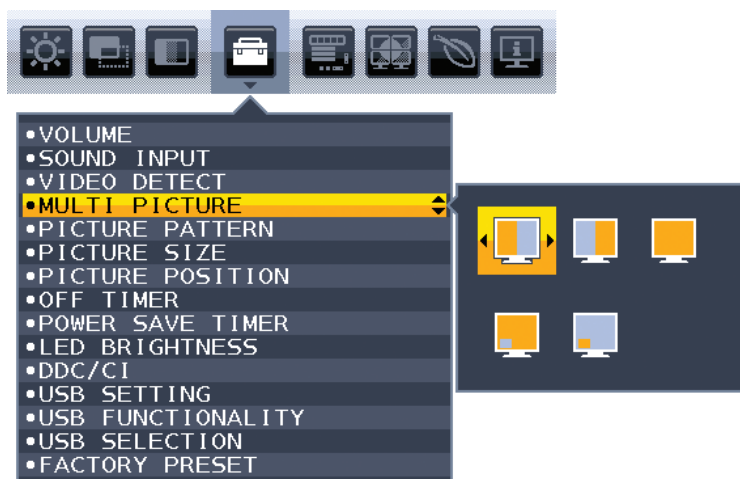 •VOLUME
•SOUND INPUT
•VIDEO DETECT
•MULTI PICTURE
•PICTURE PATTERN
•PICTURE SIZE
•PICTURE POSITION
•OFF TIMER
•POWER SAVE TIMER
•LED BRIGHTNESS
•DDC/CI
•USB SETTING
•USB FUNCTIONALITY
•USB SELECTION
•FACTORY PRESET